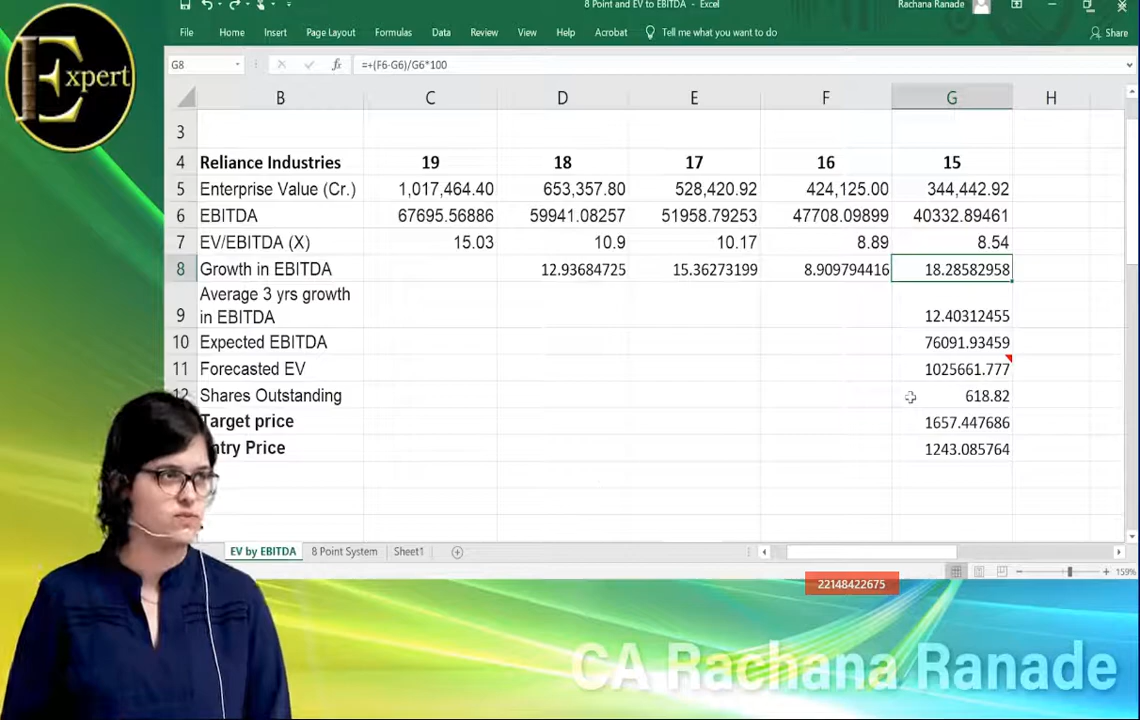 8 Point and EV to EBITDA - Excel
Rachana Ranade
File Home Insert Page Layout Formulas Data Review View Help Acrobat Tell me what you want to do Share
Expert
G8 fx =+(F6-G6)/G6*100
B C D E F G H
3
4 Reliance Industries 19 18 17 16 15
5 Enterprise Value (Cr.) 1,017,464.40 653,357.80 528,420.92 424,125.00 344,442.92
6 EBITDA 67695.56886 59941.08257 51958.79253 47708.09899 40332.89461
7 EV/EBITDA (X) 15.03 10.9 10.17 8.89 8.54
8 Growth in EBITDA 12.93684725 15.36273199 8.909794416 18.28582958
Average 3 yrs growth
9 in EBITDA 12.40312455
10 Expected EBITDA 76091.93459
11 Forecasted EV 1025661.777
12 Shares Outstanding 618.82
Target price 1657.447686
ntry Price 1243.085764
EV by EBITDA 8 Point System Sheet1
159%
22148422675
CA Rachana Ranade